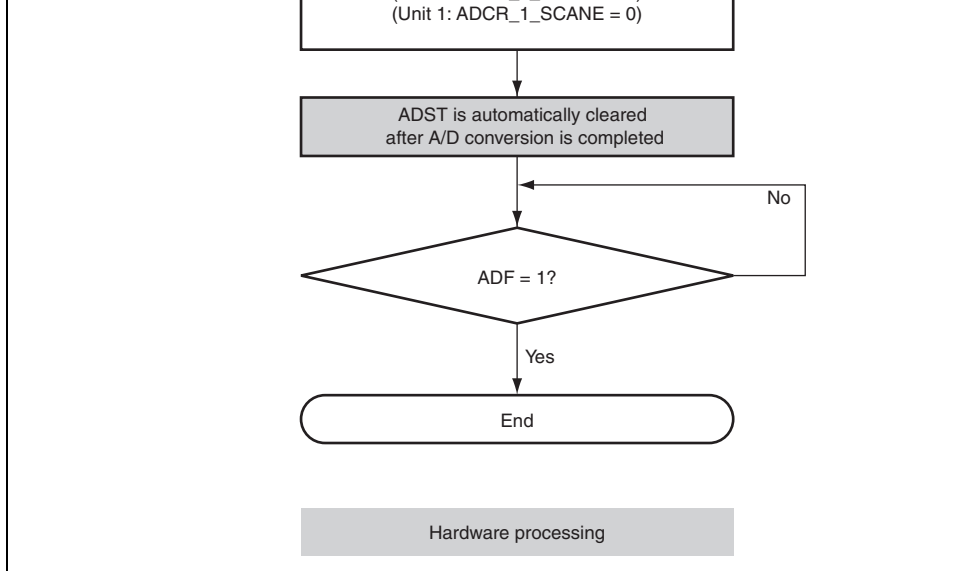 (Unit 1: ADCR_1_SCANE = 0)
ADST is automatically cleared
after A/D conversion is completed
No
ADF = 1?
Yes
End
Hardware processing